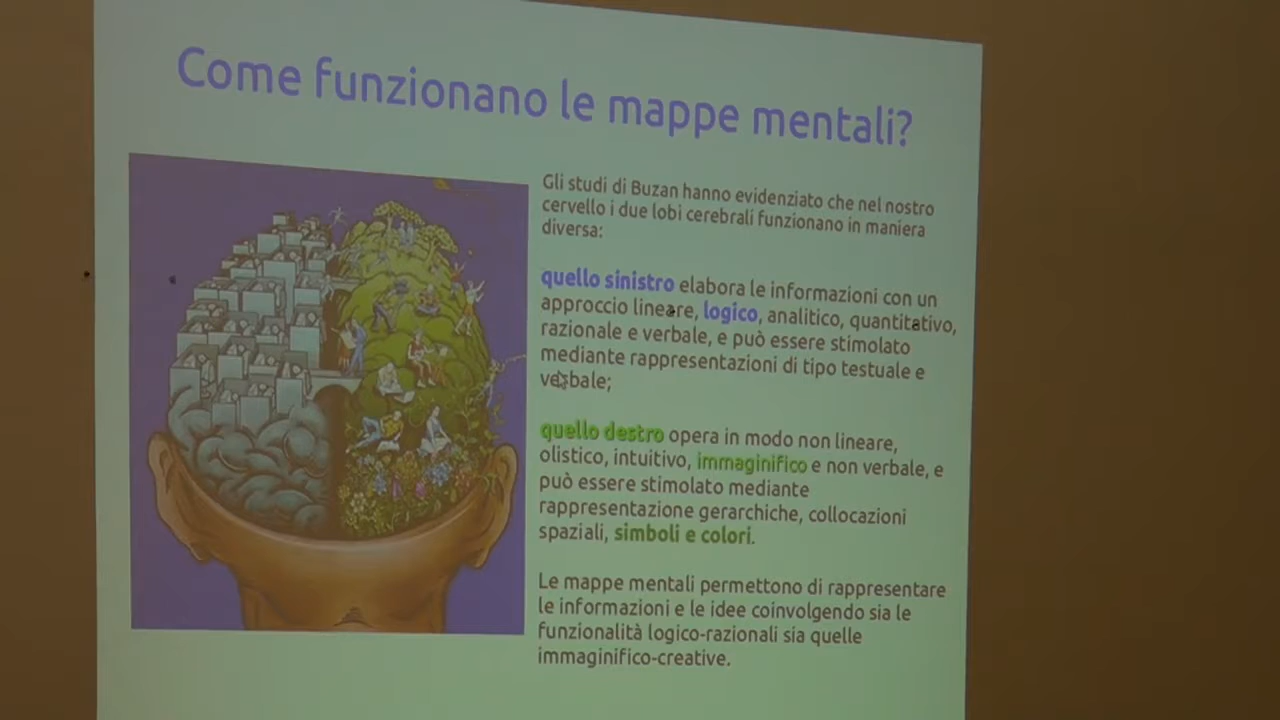 Come funzionano le mappe mentali?
Gli studi di Buzan hanno evidenziato che nel nostro
cervello i due lobi cerebrali funzionano in maniera
diversa:
quello sinistro elabora le informazioni con un
approccio lineare, logico, analitico, quantitativo,
razionale e verbale, e può essere stimolato
mediante rappresentazioni di tipo testuale e
verbale;
quello destro opera in modo non lineare,
olistico, intuitivo, immaginifico e non verbale, e
può essere stimolato mediante
rappresentazione gerarchiche, collocazioni
spaziali, simboli e colori.
Le mappe mentali permettono di rappresentare
le informazioni e le idee coinvolgendo sia le
funzionalità logico-razionali sia quelle
immaginifico-creative.